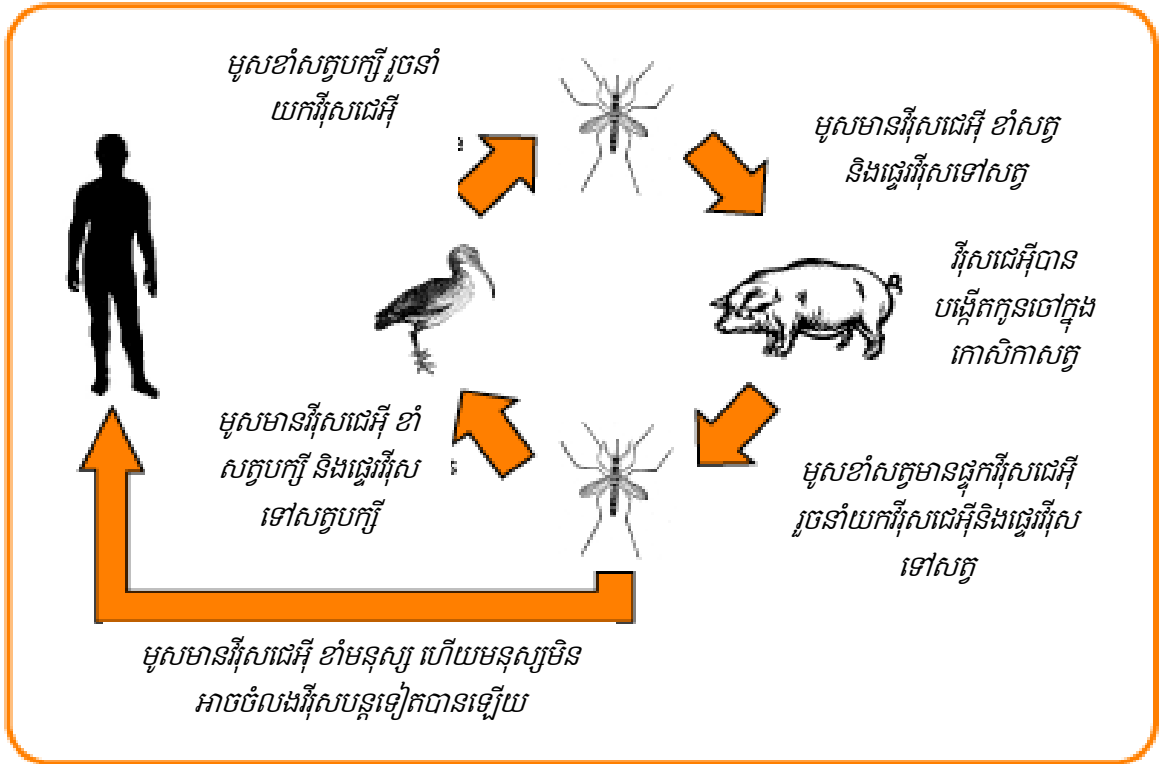 មូសខាំសត្វបក្សី រួចនាំ
យកវីរុសជេអ៊ី
មូសមានវីរុសជេអ៊ី ខាំសត្វ
និងផ្ទេរវីរុសទៅសត្វ
វីរុសជេអ៊ីបាន
បង្កើតកូនចៅក្នុង
កោសិកាសត្វ
មូសមានវីរុសជេអ៊ី ខាំ
សត្វបក្សី និងផ្ទេរវីរុស
ទៅសត្វបក្សី
មូសខាំសត្វមានផ្ទុកវីរុសជេអ៊ី
រួចនាំយកវីរុសជេអ៊ីនិងផ្ទេរវីរុស
ទៅសត្វ
មូសមានវីរុសជេអ៊ី ខាំមនុស្ស ហើយមនុស្សមិន
អាចចំលងវីរុសបន្តទៀតបានឡើយ